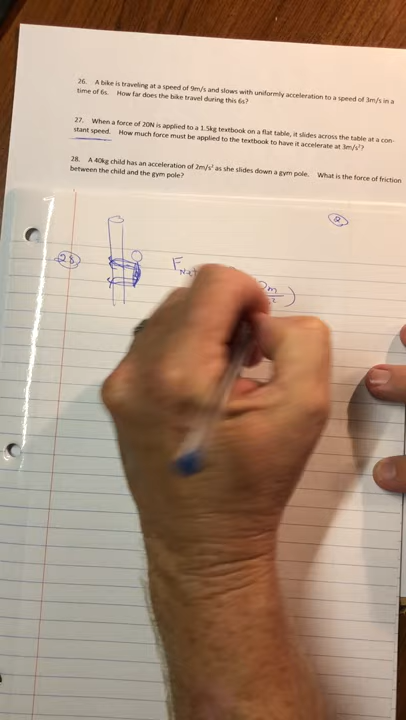 26. A bike is traveling at a speed of 9m/s and slows with uniformly acceleration to a speed of 3m/s in a
time of 6s. How far does the bike travel during this 6s?
27. When a force of 20N is applied to a 1.5kg textbook on a flat table, it slides across the table at a con-
stant speed. How much force must be applied to the textbook to have it accelerate at 3m/s²?
28. A 40kg child has an acceleration of 2m/s² as she slides down a gym pole. What is the force of friction
between the child and the gym pole?
28
F Net
m
)